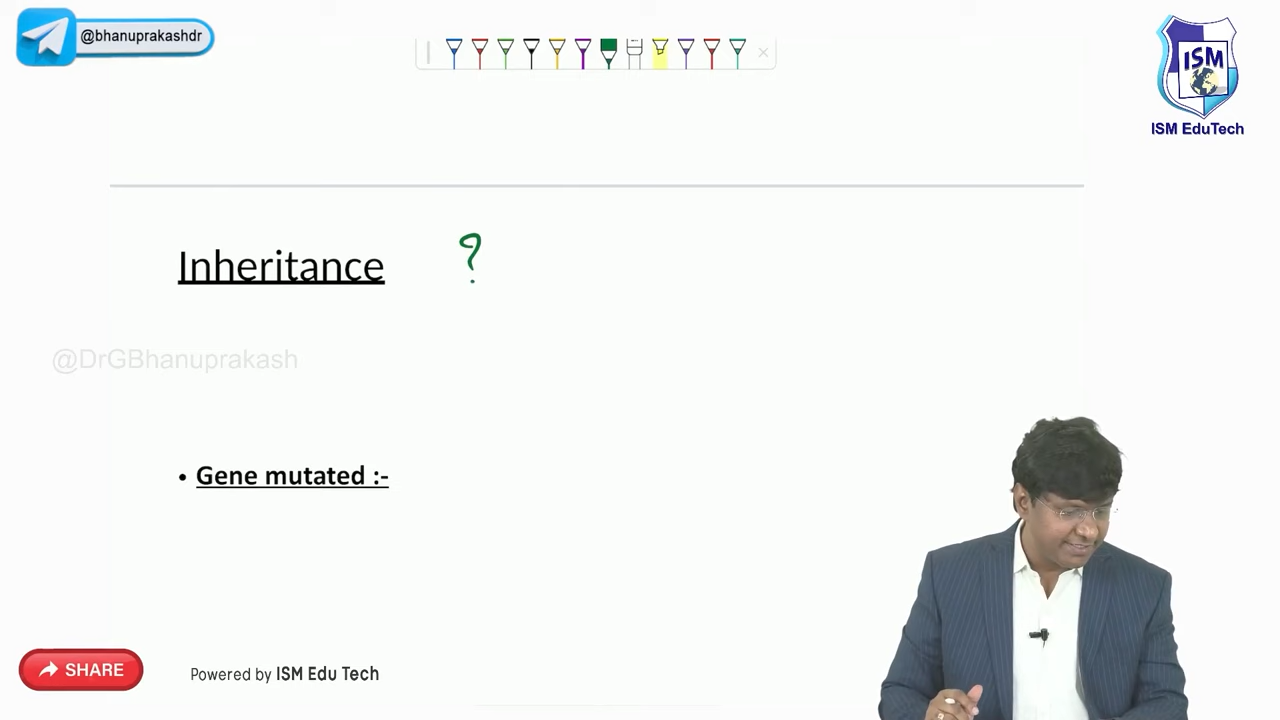 @bhanuprakashdr
ISM
ISM EduTech
Inheritance ?
@DrGBhanuprakash
• Gene mutated :-
SHARE
Powered by ISM Edu Tech